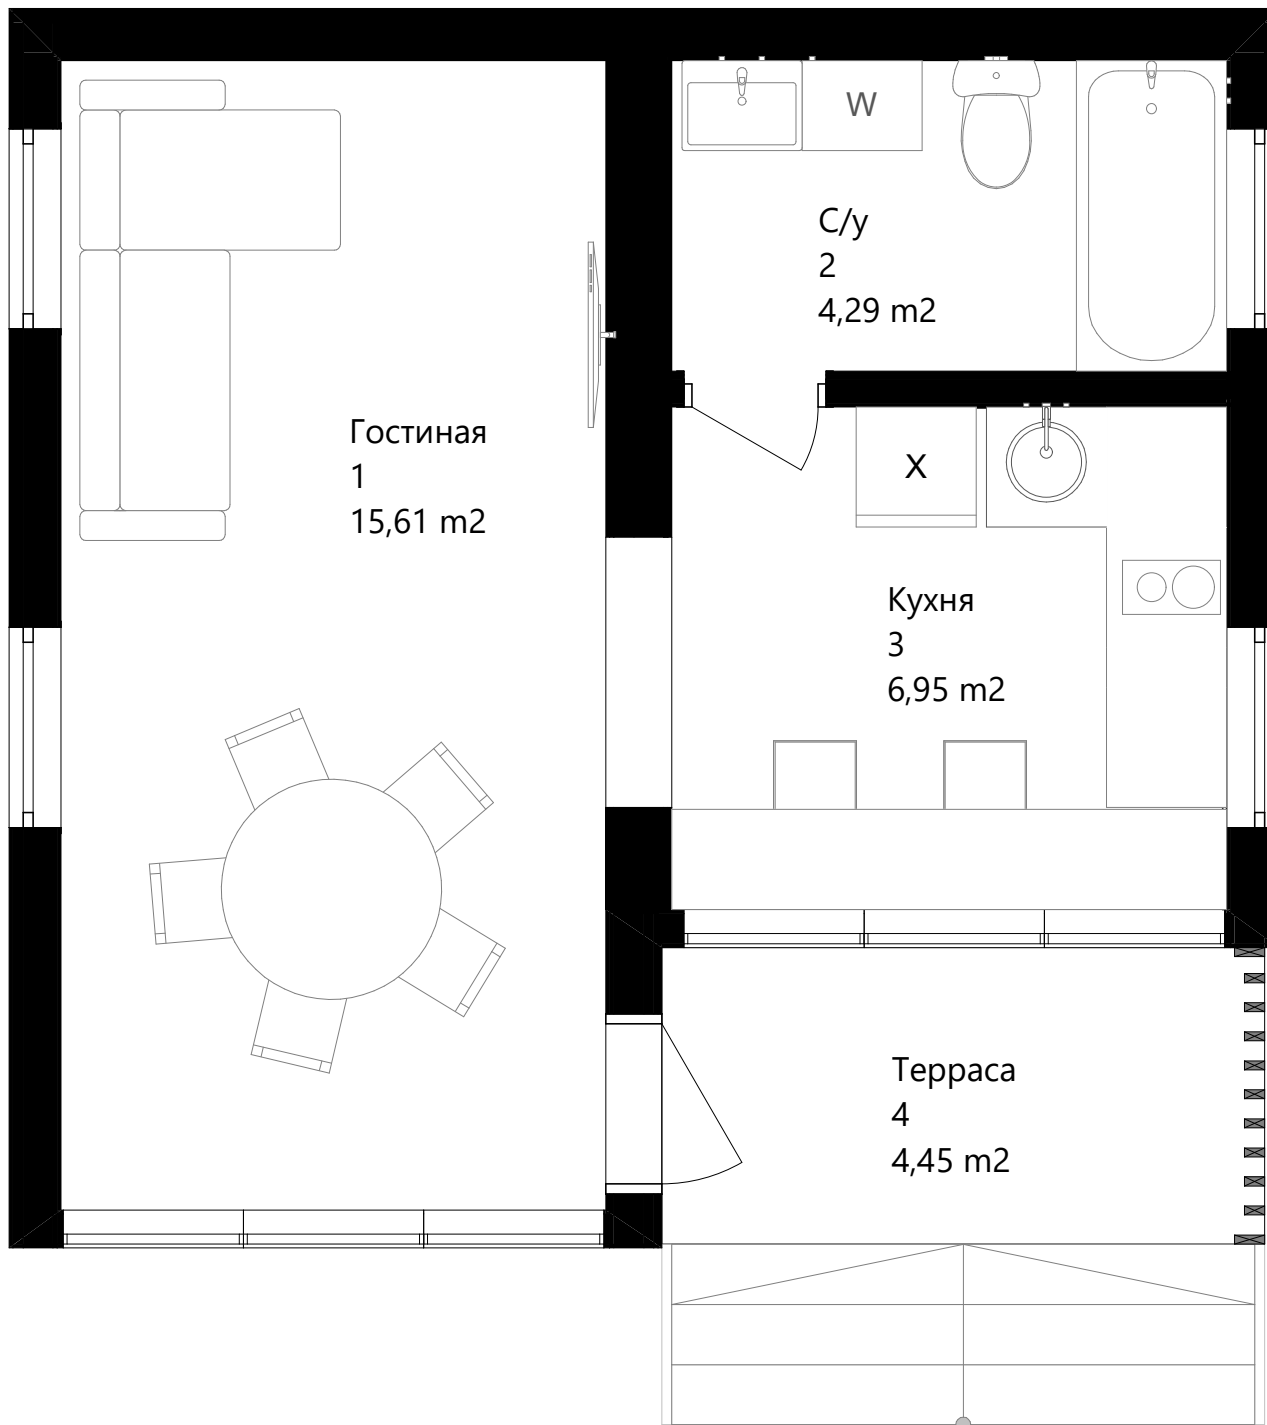 W
С/у
2
4,29 m2
Гостиная
1
15,61 m2
X
Кухня
3
6,95 m2
Терраса
4
4,45 m2